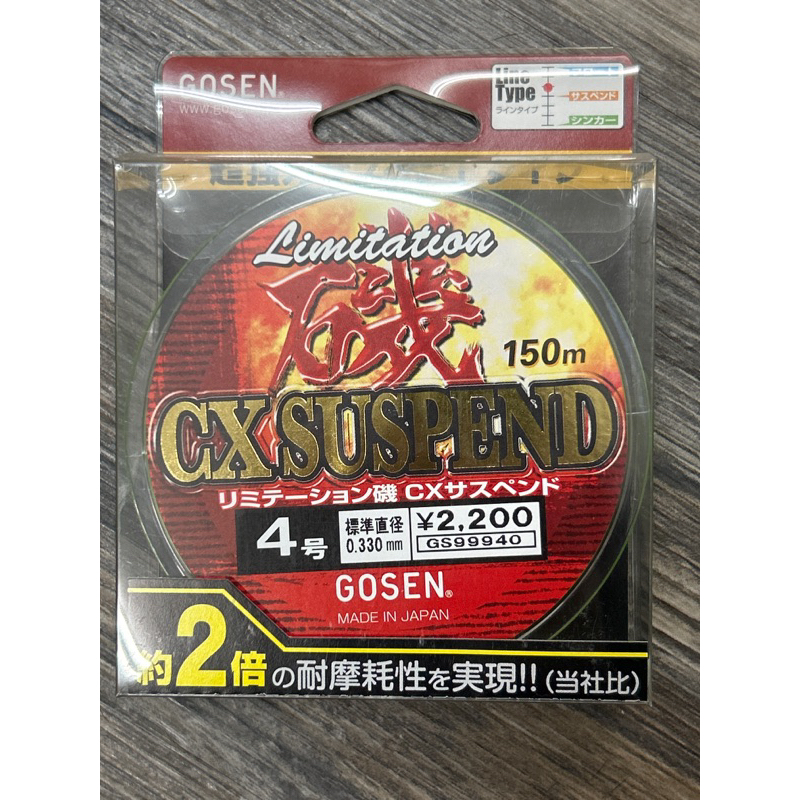 GOSEN®
Line
Type
ラインタイプ
サスペンド
シンカー
Limitation
磯
150m
CX SUSPEND
リミテーション磯 CXサスペンド
4号
標準直径
0.330mm
¥2,200
GS99940
GOSEN®
MADE IN JAPAN
約2倍の耐摩耗性を実現!!(当社比)